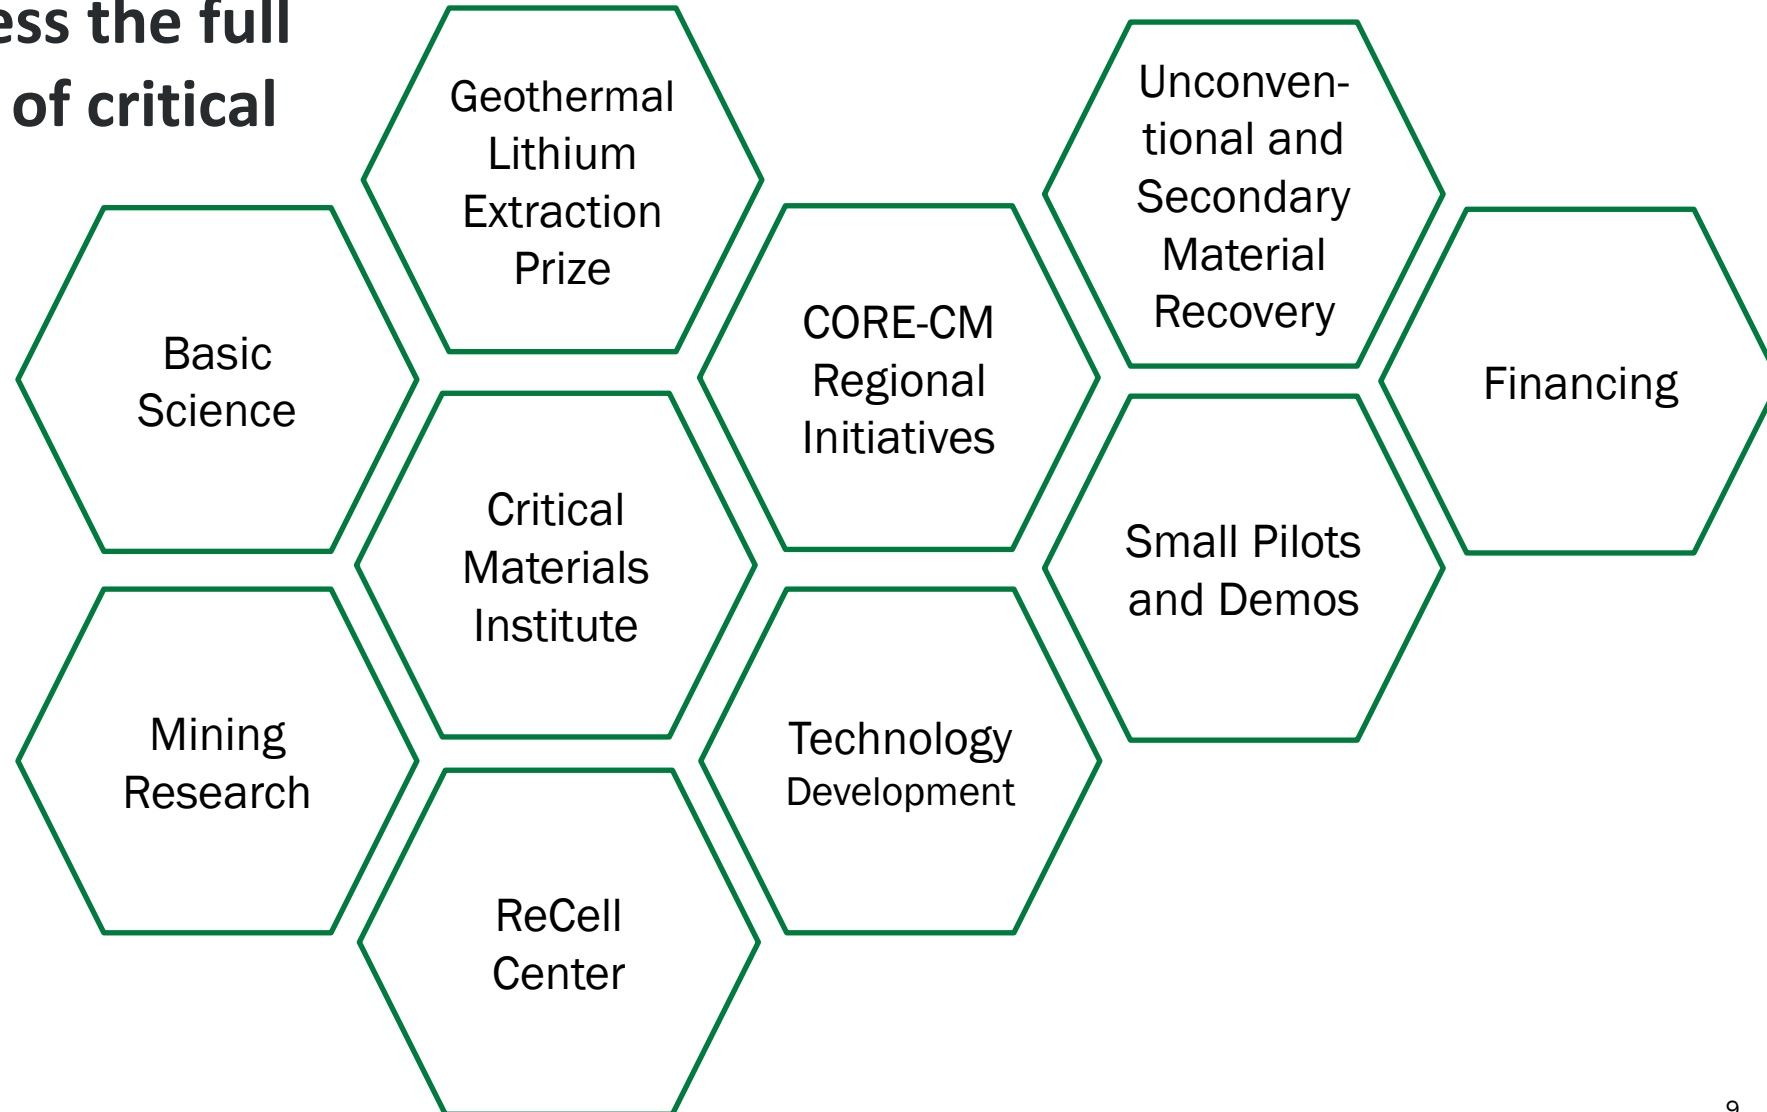 ess the full
of critical
Geothermal
Lithium
Extraction
Prize
Unconven-
tional and
Secondary
Material
Recovery
Basic
Science
CORE-CM
Regional
Initiatives
Financing
Critical
Materials
Institute
Small Pilots
and Demos
Mining
Research
Technology
Development
ReCell
Center
9